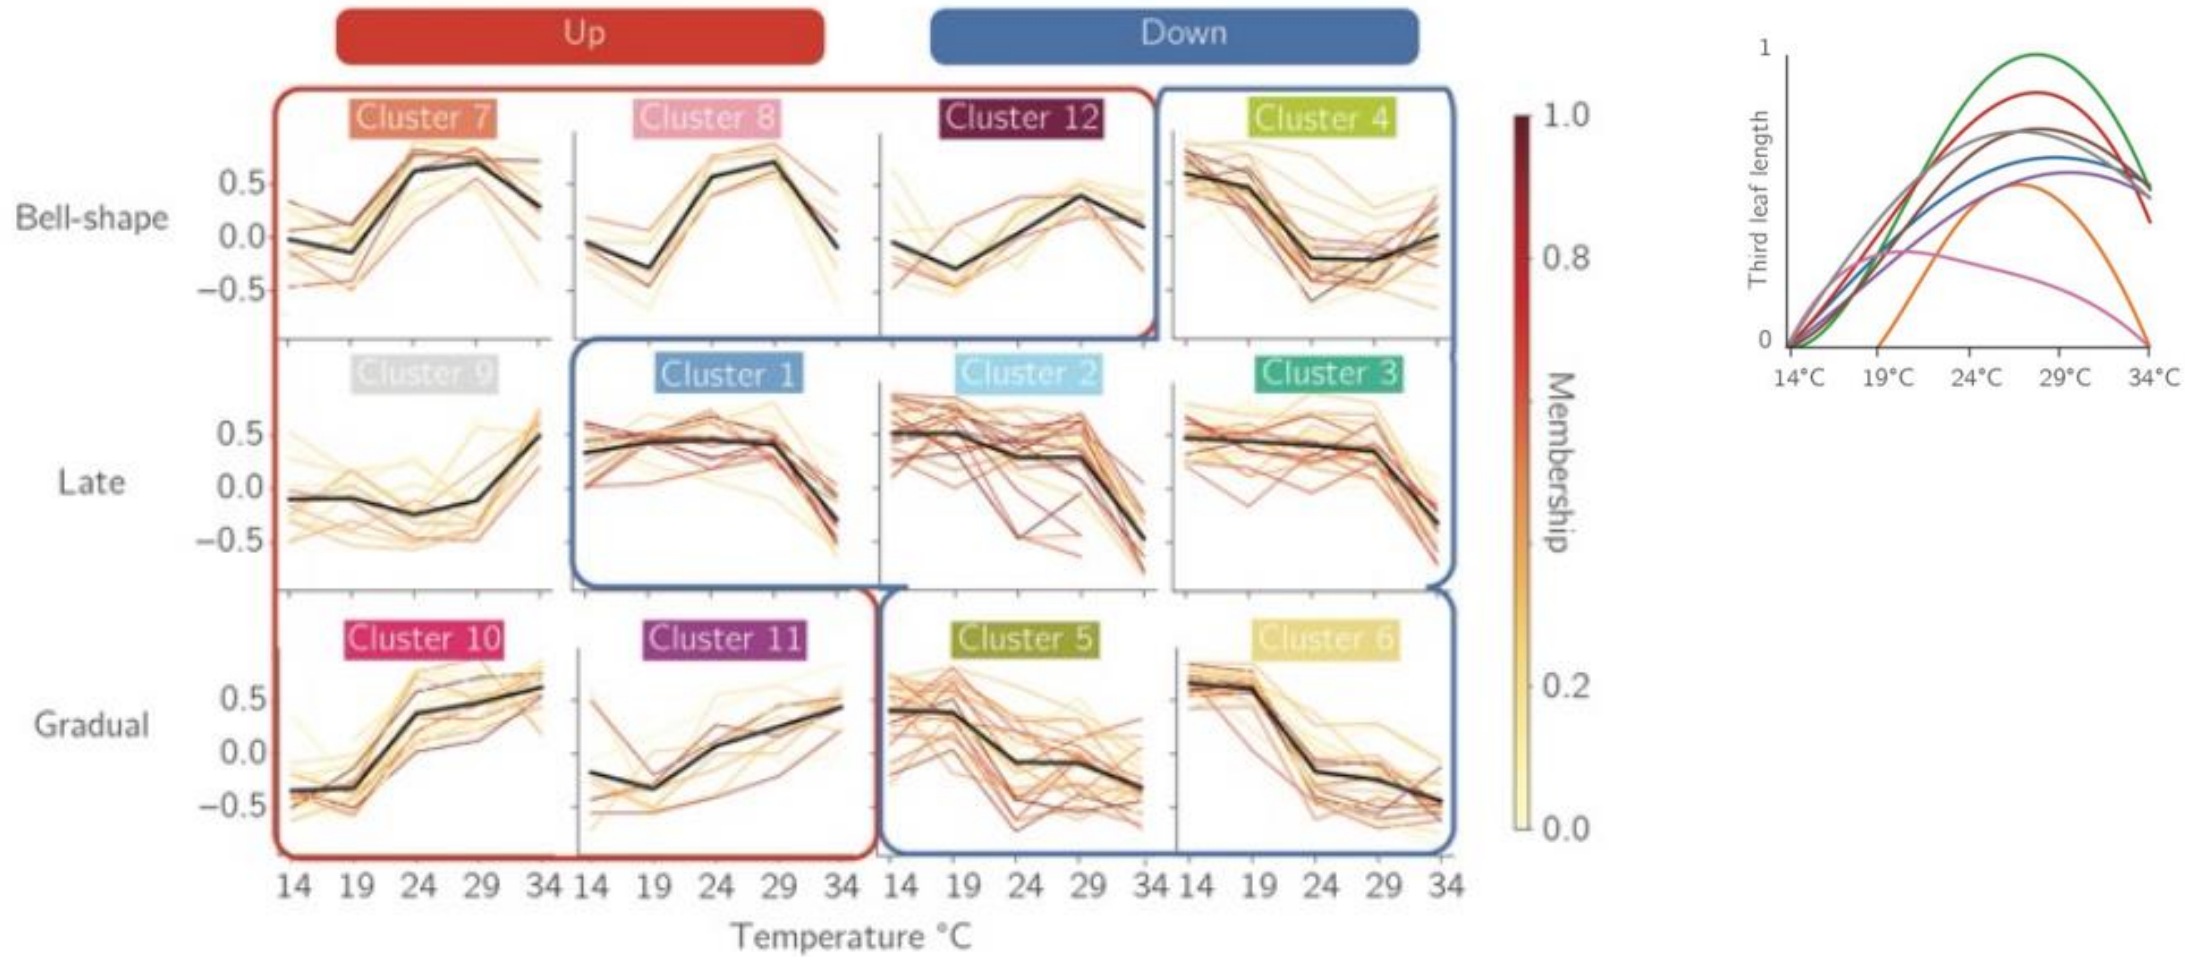 Up
Down
Bell-shape
Cluster 7
Cluster 8
Cluster 12
Cluster 4
0.5
0.0
−0.5
Late
Cluster 9
Cluster 1
Cluster 2
Cluster 3
0.5
0.0
−0.5
Gradual
Cluster 10
Cluster 11
Cluster 5
Cluster 6
0.5
0.0
−0.5
14 19 24 29 34 14 19 24 29 34 14 19 24 29 34 14 19 24 29 34
Temperature °C
1.0
0.8
0.2
0.0
Membership
1
0
Third leaf length
14°C 19°C 24°C 29°C 34°C